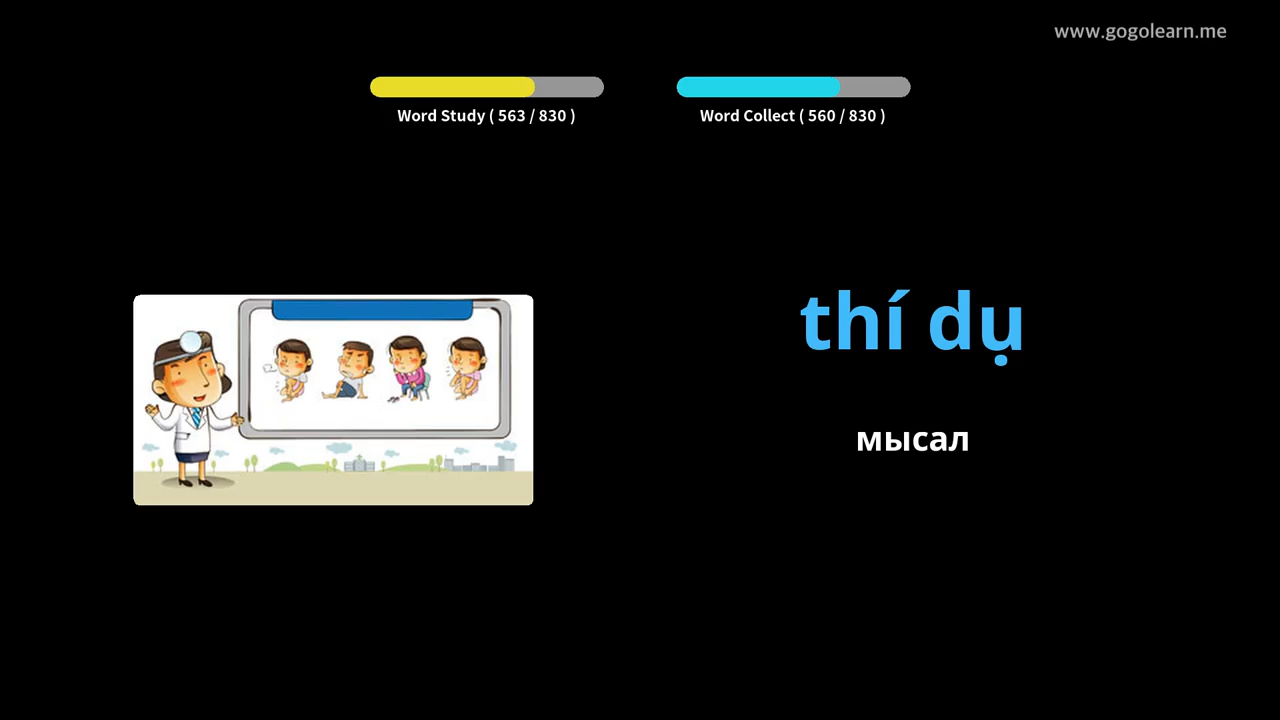 www.gogolearn.me
Word Study ( 563 / 830 )
Word Collect ( 560 / 830 )
thí dụ
мысал